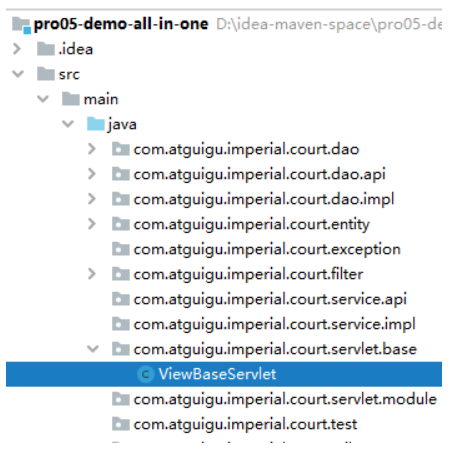 pro05-demo-all-in-one D:\idea-maven-space\pro05-de
.idea
src
main
java
com.atguigu.imperial.court.dao
com.atguigu.imperial.court.dao.api
com.atguigu.imperial.court.dao.impl
com.atguigu.imperial.court.entity
com.atguigu.imperial.court.exception
com.atguigu.imperial.court.filter
com.atguigu.imperial.court.service.api
com.atguigu.imperial.court.service.impl
com.atguigu.imperial.court.servlet.base
C ViewBaseServlet
com.atguigu.imperial.court.servlet.module
com.atguigu.imperial.court.test